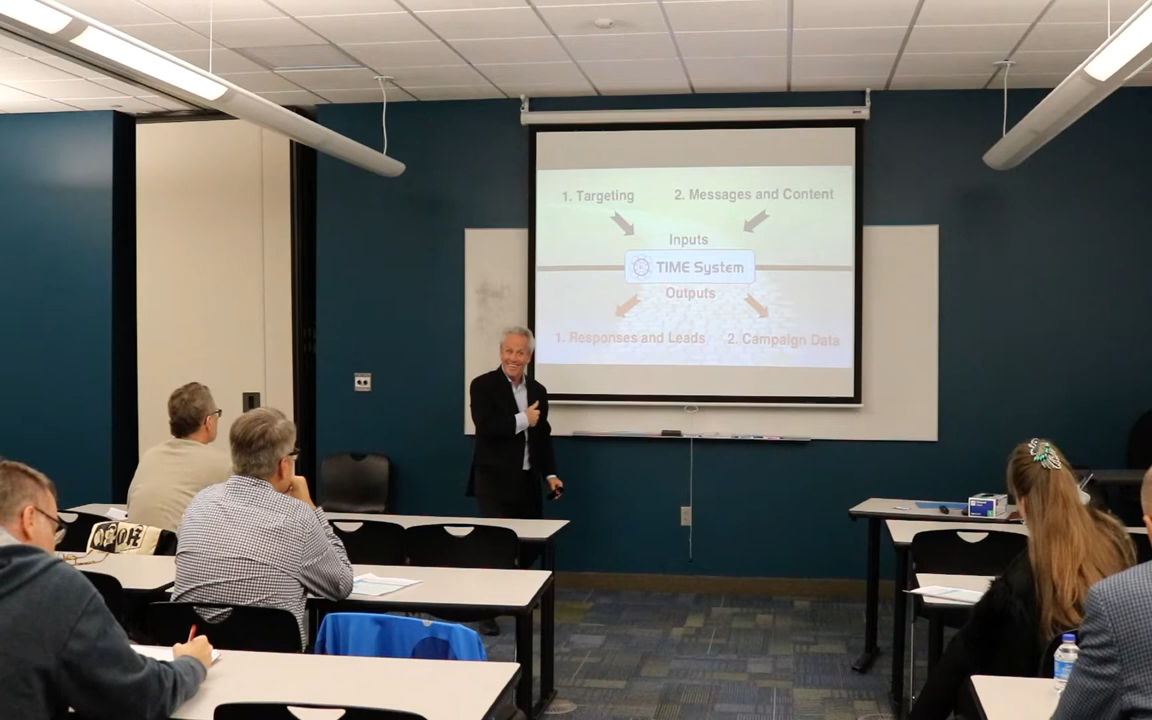 1. Targeting
2. Messages and Content
Inputs
TIME System
Outputs
1. Responses and Leads
2. Campaign Data